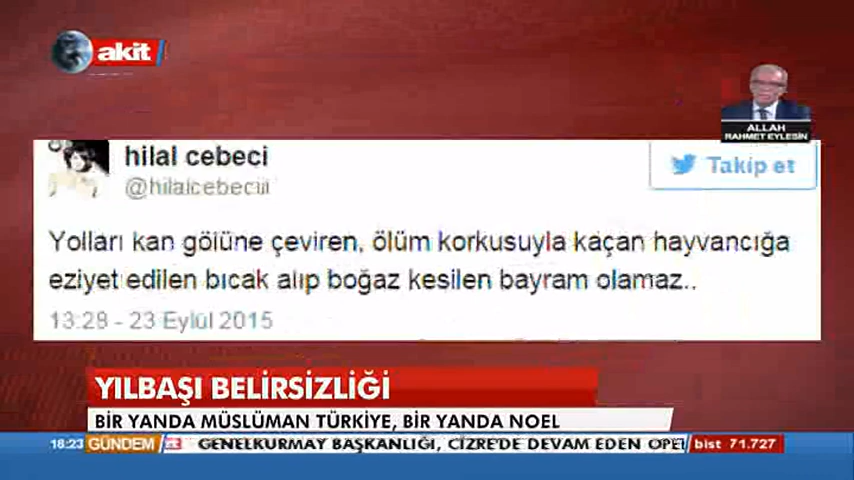 akit
ALLAH
RAHMET EYLESİN
hilal cebeci
@hilalcebeciii
Takip et
Yolları kan gölüne çeviren, ölüm korkusuyla kaçan hayvancığa
eziyet edilen bıcak alıp boğaz kesilen bayram olamaz..
13:28 - 23 Eylül 2015
YILBAŞI BELİRSİZLİĞİ
BİR YANDA MÜSLÜMAN TÜRKİYE, BİR YANDA NOEL
18:23 GÜNDEM GENELKURMAY BAŞKANLIĞI, CİZRE'DE DEVAM EDEN OPE bist 71.727